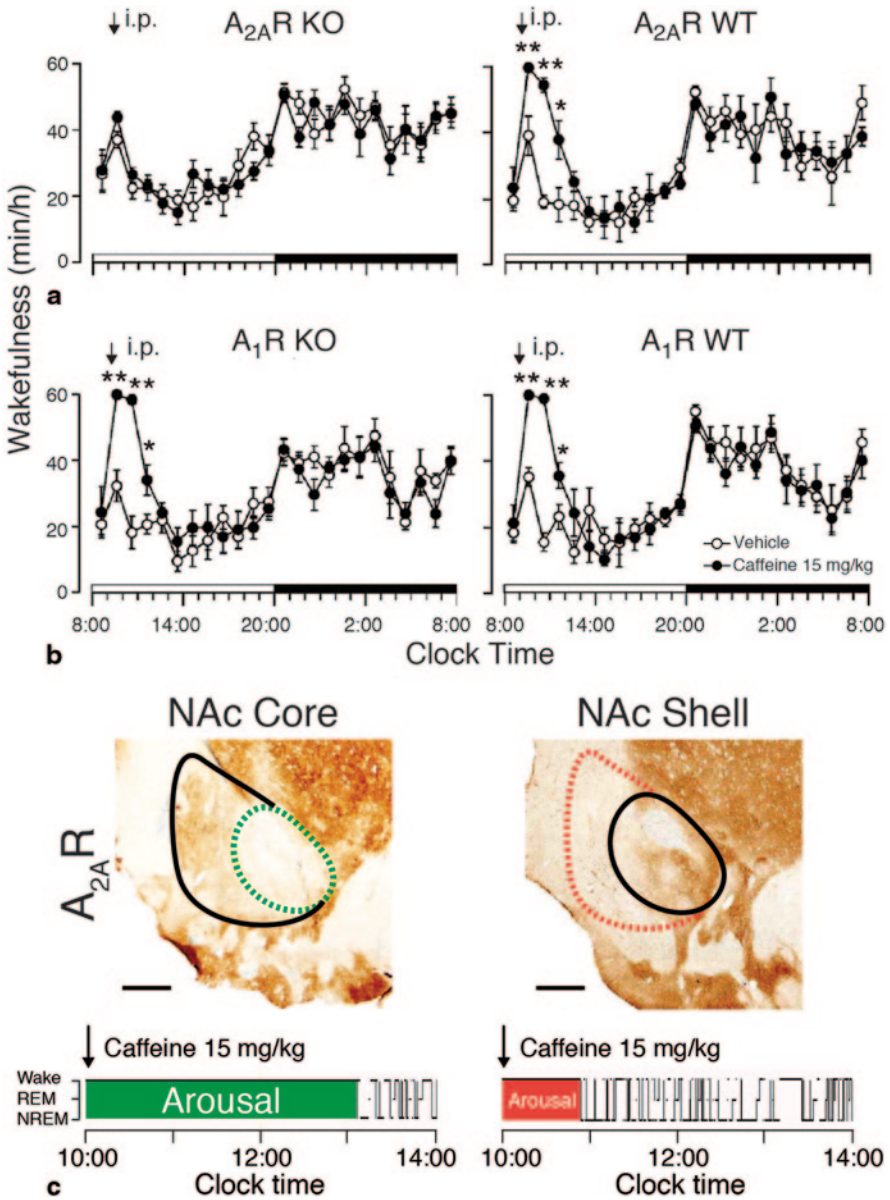 i.p.
A2AR KO
i.p.
A2AR WT
** ** *
60
40
20
0
a
Wakefulness (min/h)
i.p.
A1R KO
i.p.
A1R WT
** ** *
** ** *
60
40
20
0
Vehicle
Caffeine 15 mg/kg
8:00 14:00 20:00 2:00 8:00
8:00 14:00 20:00 2:00 8:00
b
Clock Time
NAc Core
NAc Shell
A2AR
Caffeine 15 mg/kg
Caffeine 15 mg/kg
Wake
REM
NREM
Arousal
Arousal
10:00 12:00 14:00
10:00 12:00 14:00
c
Clock time
Clock time